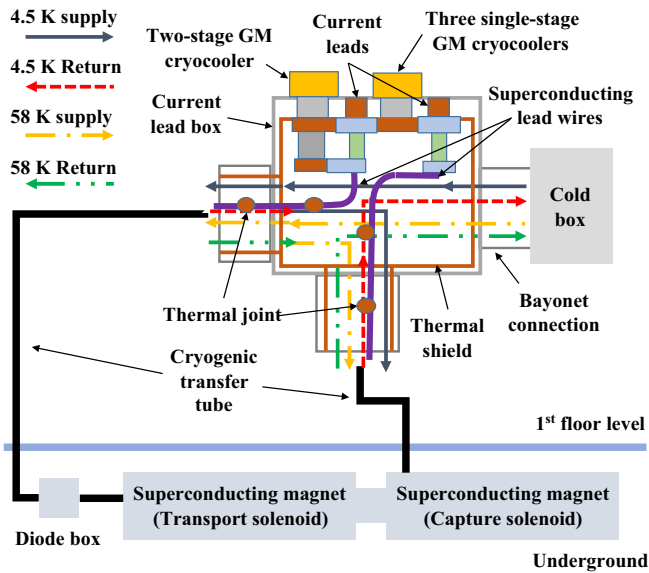 4.5 K supply
4.5 K Return
58 K supply
58 K Return
Two-stage GM
cryocooler
Current
leads
Three single-stage
GM cryocoolers
Current
lead box
Superconducting
lead wires
Cold
box
Bayonet
connection
Thermal
shield
Thermal joint
Cryogenic
transfer
tube
1st floor level
Superconducting magnet
(Transport solenoid)
Superconducting magnet
(Capture solenoid)
Diode box
Underground